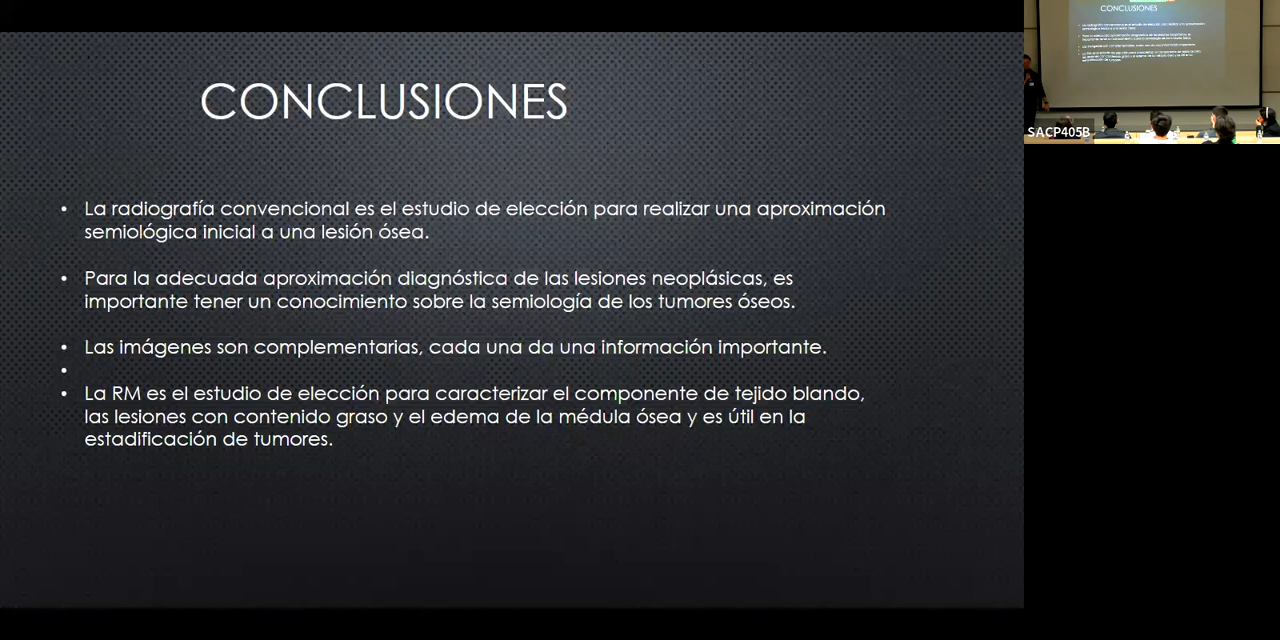 CONCLUSIONES
• La radiografía convencional es el estudio de elección para realizar una aproximación
semiológica inicial a una lesión ósea.
• Para la adecuada aproximación diagnóstica de las lesiones neoplásicas, es
importante tener un conocimiento sobre la semiología de los tumores óseos.
• Las imágenes son complementarias, cada una da una información importante.
•
• La RM es el estudio de elección para caracterizar el componente de tejido blando,
las lesiones con contenido graso y el edema de la médula ósea y es útil en la
estadificación de tumores.
CONCLUSIONES
SACP405B